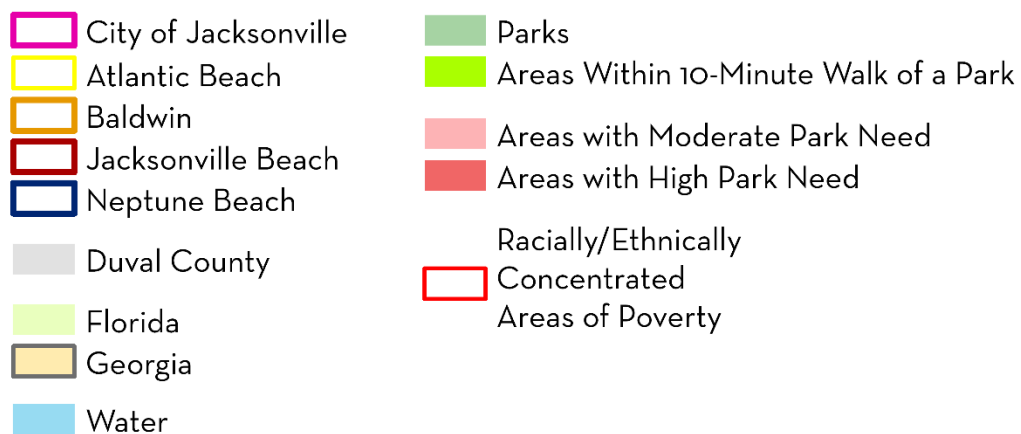 City of Jacksonville
Atlantic Beach
Baldwin
Jacksonville Beach
Neptune Beach
Duval County
Florida
Georgia
Water
Parks
Areas Within 10-Minute Walk of a Park
Areas with Moderate Park Need
Areas with High Park Need
Racially/Ethnically
Concentrated
Areas of Poverty